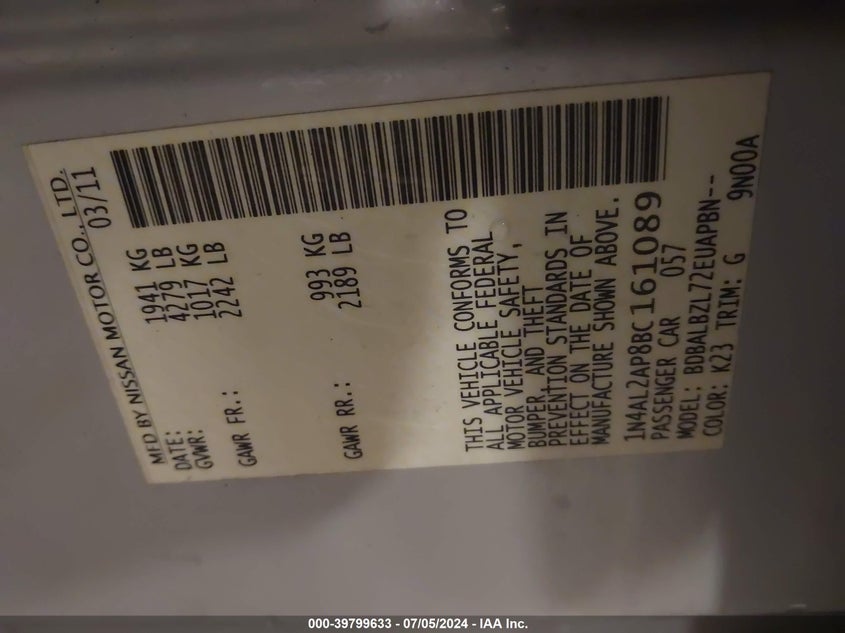 MFD BY NISSAN MOTOR CO., LTD.
DATE: 03/11
GVWR: 1941 KG
4279 LB
GAWR FR.: 1017 KG
2242 LB
GAWR RR.: 993 KG
2189 LB
THIS VEHICLE CONFORMS TO
ALL APPLICABLE FEDERAL
MOTOR VEHICLE SAFETY,
BUMPER, AND THEFT
PREVENTION STANDARDS IN
EFFECT ON THE DATE OF
MANUFACTURE SHOWN ABOVE.
1N4AL2AP8BC161089
PASSENGER CAR 057
MODEL: BDBALBZL72EUAPBN--
COLOR: K23 TRIM: G 9N00A
000-39799633 - 07/05/2024 - IAA Inc.